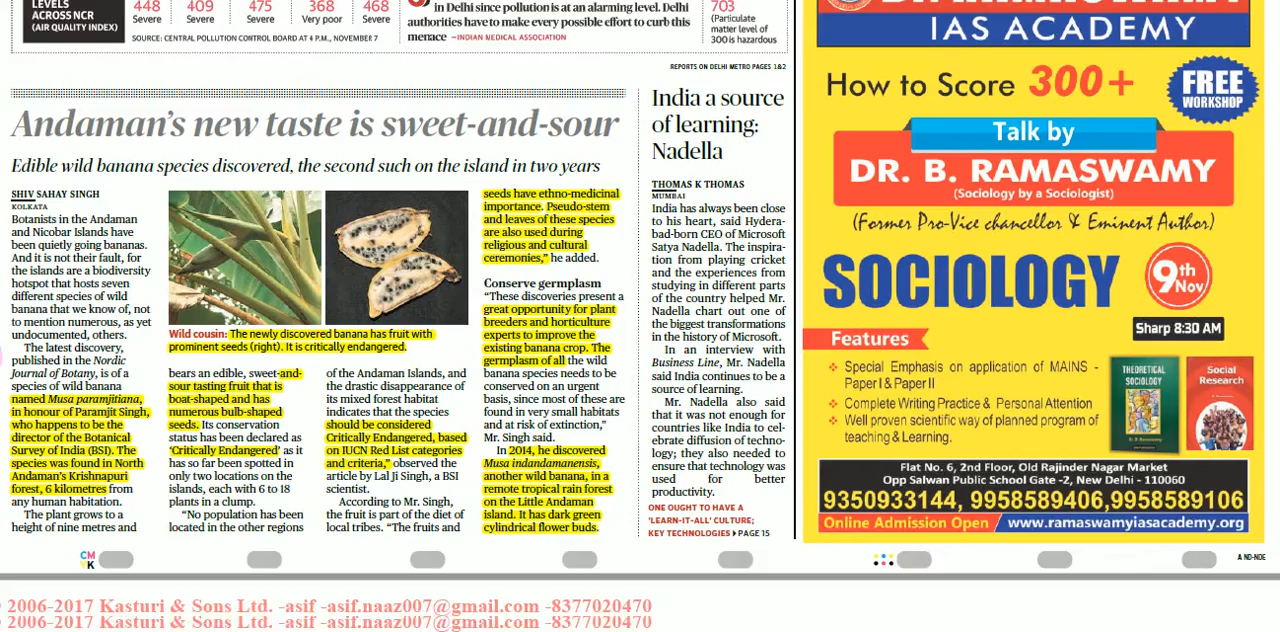 LEVELS
ACROSS NCR
(AIR QUALITY INDEX)
448
Severe
409
Severe
475
Severe
368
Very poor
468
Severe
SOURCE: CENTRAL POLLUTION CONTROL BOARD AT 4 P.M., NOVEMBER 7
in Delhi since pollution is at an alarming level. Delhi
authorities have to make every possible effort to curb this
menace —INDIAN MEDICAL ASSOCIATION
703
(Particulate
matter level of
300 is hazardous
REPORTS ON DELHI METRO PAGES 1&2
Andaman's new taste is sweet-and-sour
Edible wild banana species discovered, the second such on the island in two years
SHIV SAHAY SINGH
KOLKATA
Botanists in the Andaman
and Nicobar Islands have
been quietly going bananas.
And it is not their fault, for
the islands are a biodiversity
hotspot that hosts seven
different species of wild
banana that we know of, not
to mention numerous, as yet
undocumented, others.
The latest discovery,
published in the Nordic
Journal of Botany, is of a
species of wild banana
named Musa paramjitiana,
in honour of Paramjit Singh,
who happens to be the
director of the Botanical
Survey of India (BSI). The
species was found in North
Andaman's Krishnapuri
forest, 6 kilometres from
any human habitation.
The plant grows to a
height of nine metres and
Wild cousin: The newly discovered banana has fruit with
prominent seeds (right). It is critically endangered.
bears an edible, sweet-and-
sour tasting fruit that is
boat-shaped and has
numerous bulb-shaped
seeds. Its conservation
status has been declared as
'Critically Endangered' as it
has so far been spotted in
only two locations on the
islands, each with 6 to 18
plants in a clump.
"No population has been
located in the other regions
of the Andaman Islands, and
the drastic disappearance of
its mixed forest habitat
indicates that the species
should be considered
Critically Endangered, based
on IUCN Red List categories
and criteria," observed the
article by Lal Ji Singh, a BSI
scientist.
According to Mr. Singh,
the fruit is part of the diet of
local tribes. "The fruits and
seeds have ethno-medicinal
importance. Pseudo-stem
and leaves of these species
are also used during
religious and cultural
ceremonies," he added.
Conserve germplasm
"These discoveries present a
great opportunity for plant
breeders and horticulture
experts to improve the
existing banana crop. The
germplasm of all the wild
banana species needs to be
conserved on an urgent
basis, since most of these are
found in very small habitats
and at risk of extinction,"
Mr. Singh said.
In 2014, he discovered
Musa indandamanensis,
another wild banana, in a
remote tropical rain forest
on the Little Andaman
island. It has dark green
cylindrical flower buds.
India a source
of learning:
Nadella
THOMAS K THOMAS
MUMBAI
India has always been close
to his heart, said Hydera-
bad-born CEO of Microsoft
Satya Nadella. The inspira-
tion from playing cricket
and the experiences from
studying in different parts
of the country helped Mr.
Nadella chart out one of
the biggest transformations
in the history of Microsoft.
In an interview with
Business Line, Mr. Nadella
said India continues to be a
source of learning.
Mr. Nadella also said
that it was not enough for
countries like India to cel-
ebrate diffusion of techno-
logy; they also needed to
ensure that technology was
used for better
productivity.
ONE OUGHT TO HAVE A
'LEARN-IT-ALL' CULTURE;
KEY TECHNOLOGIES PAGE 15
IAS ACADEMY
How to Score 300+
FREE
WORKSHOP
Talk by
DR. B. RAMASWAMY
(Sociology by a Sociologist)
(Former Pro-Vice chancellor & Eminent Author)
SOCIOLOGY
9th
Nov
Sharp 8:30 AM
Features
Special Emphasis on application of MAINS -
Paper I & Paper II
Complete Writing Practice & Personal Attention
Well proven scientific way of planned program of
teaching & Learning.
THEORETICAL
SOCIOLOGY
Social
Research
Flat No. 6, 2nd Floor, Old Rajinder Nagar Market
Opp Salwan Public School Gate -2, New Delhi - 110060
9350933144, 9958589406,9958589106
Online Admission Open
www.ramaswamyiasacademy.org
CM
YK
A ND-NDE
2006-2017 Kasturi & Sons Ltd. -asif -asif.naaz007@gmail.com -8377020470
2006-2017 Kasturi & Sons Ltd. -asif -asif.naaz007@gmail.com -8377020470